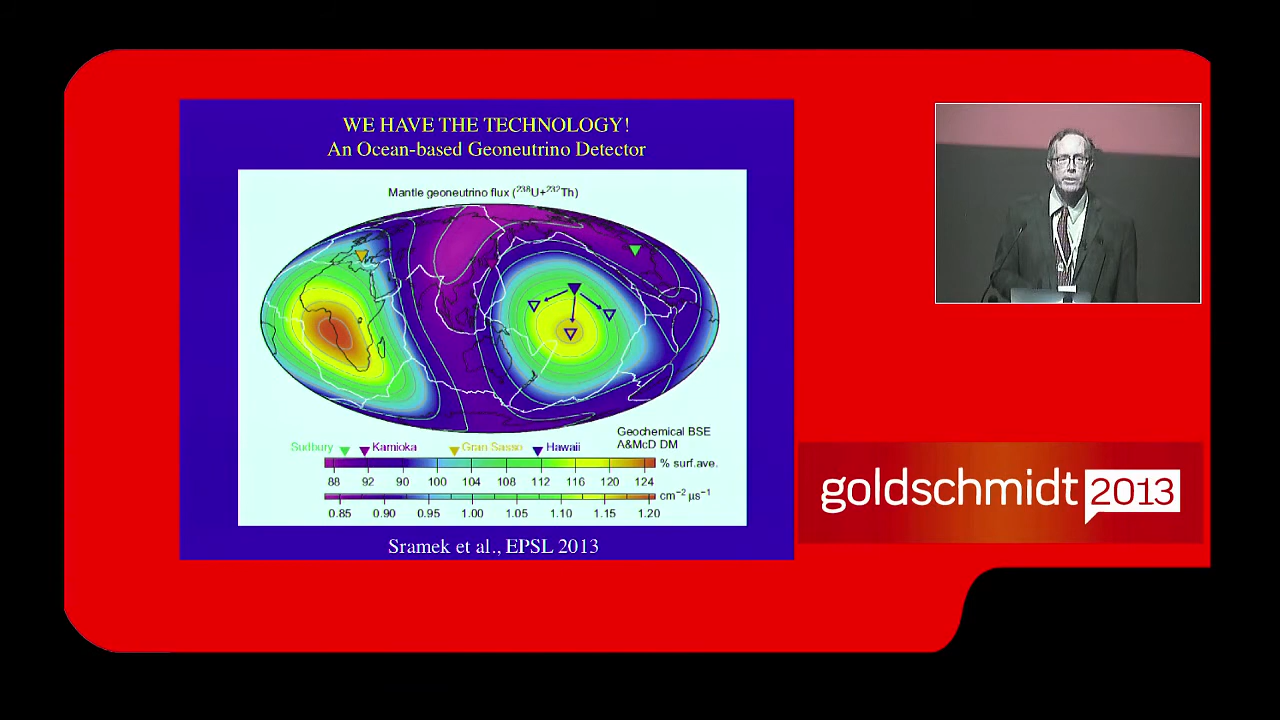 WE HAVE THE TECHNOLOGY!
An Ocean-based Geoneutrino Detector
Mantle geoneutrino flux (²³⁸U+²³²Th)
Geochemical BSE
A&McD DM
Sudbury Kamioka Gran Sasso Hawaii
% surf.ave.
88 92 90 100 104 108 112 116 120 124
cm⁻² µs⁻¹
0.85 0.90 0.95 1.00 1.05 1.10 1.15 1.20
Sramek et al., EPSL 2013
goldschmidt 2013